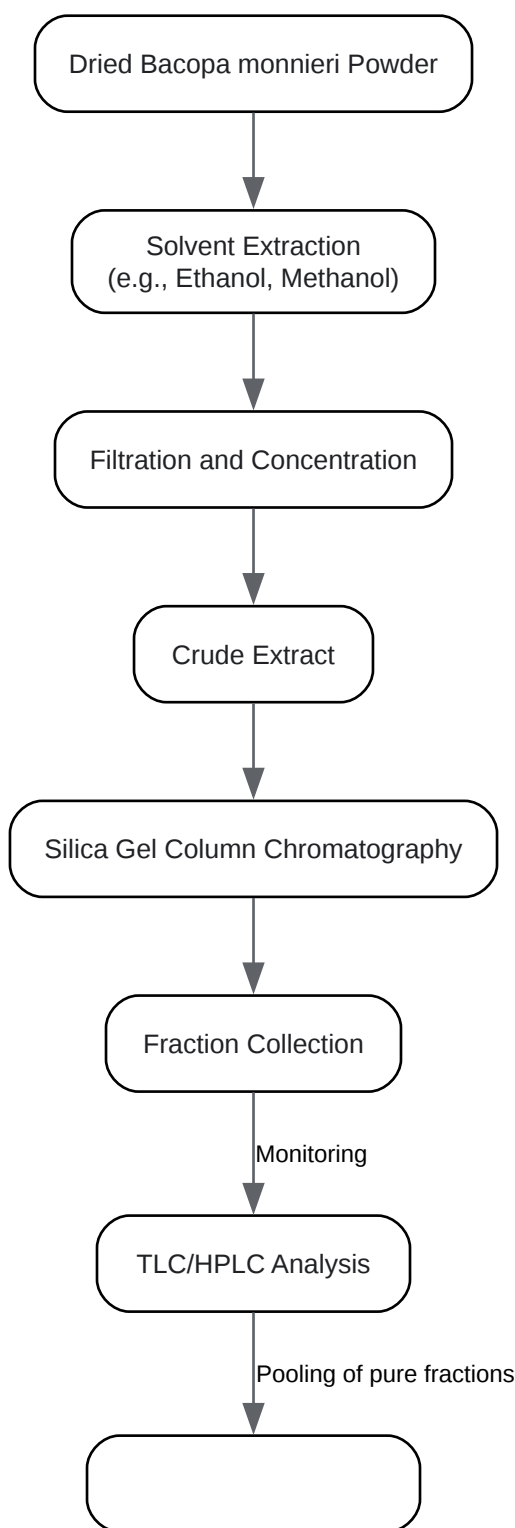 Dried Bacopa monnieri Powder
Solvent Extraction
(e.g., Ethanol, Methanol)
Filtration and Concentration
Crude Extract
Silica Gel Column Chromatography
Fraction Collection
Monitoring
TLC/HPLC Analysis
Pooling of pure fractions